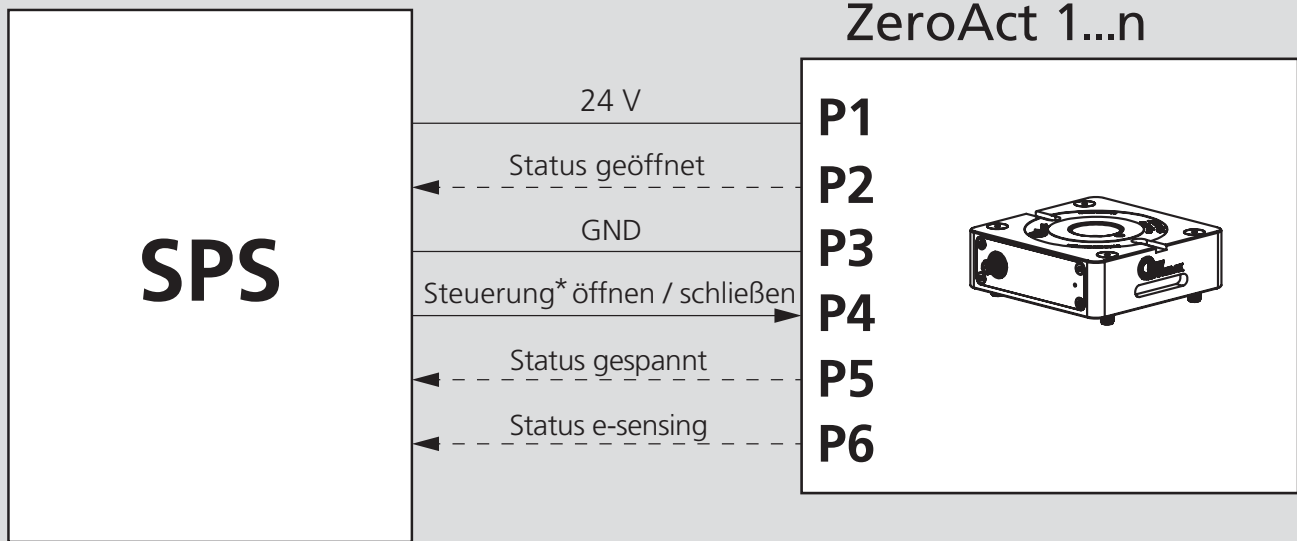 ZeroAct 1...n
SPS
24 V
P1
Status geöffnet
P2
GND
P3
Steuerung* öffnen / schließen
P4
Status gespannt
P5
Status e-sensing
P6